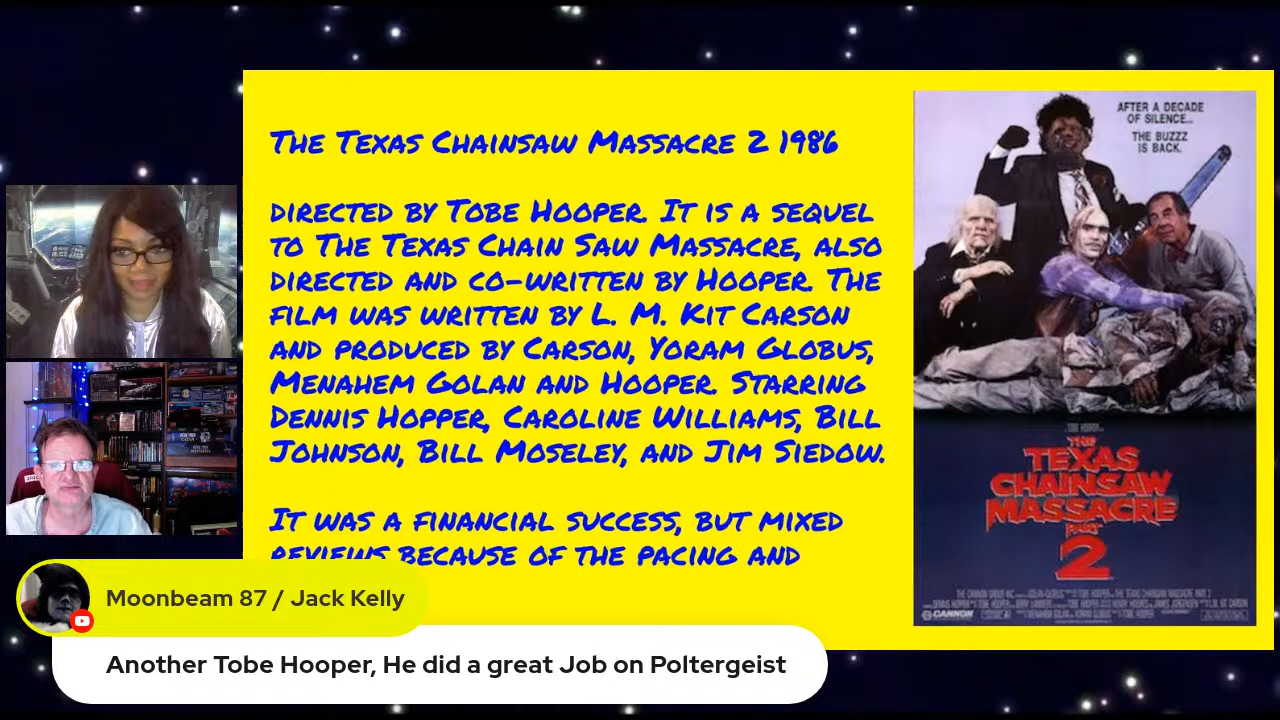 The Texas Chainsaw Massacre 2 1986
directed by Tobe Hooper. It is a sequel
to The Texas Chain Saw Massacre, also
directed and co-written by Hooper. The
film was written by L. M. Kit Carson
and produced by Carson, Yoram Globus,
Menahem Golan and Hooper. Starring
Dennis Hopper, Caroline Williams, Bill
Johnson, Bill Moseley, and Jim Siedow.
It was a financial success, but mixed
reviews because of the pacing and
AFTER A DECADE
OF SILENCE...
THE BUZZZ
IS BACK.
THE
TEXAS
CHAINSAW
MASSACRE
PART
2
CANNON
Moonbeam 87 / Jack Kelly
Another Tobe Hooper, He did a great Job on Poltergeist